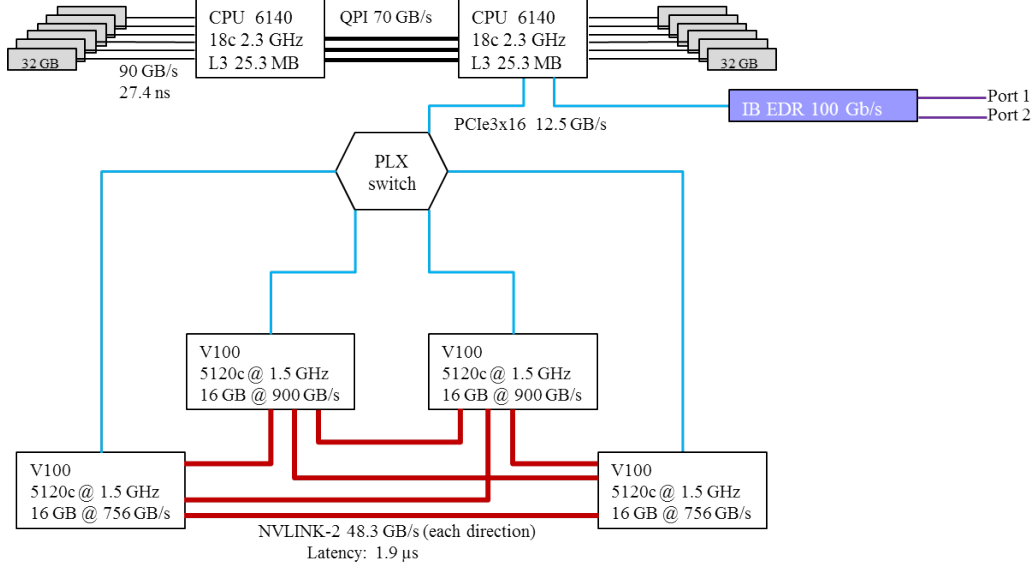 CPU 6140
18c 2.3 GHz
L3 25.3 MB
QPI 70 GB/s
CPU 6140
18c 2.3 GHz
L3 25.3 MB
32 GB
32 GB
90 GB/s
27.4 ns
IB EDR 100 Gb/s
Port 1
Port 2
PCIe3x16 12.5 GB/s
PLX
switch
V100
5120c @ 1.5 GHz
16 GB @ 900 GB/s
V100
5120c @ 1.5 GHz
16 GB @ 900 GB/s
V100
5120c @ 1.5 GHz
16 GB @ 756 GB/s
V100
5120c @ 1.5 GHz
16 GB @ 756 GB/s
NVLINK-2 48.3 GB/s (each direction)
Latency: 1.9 µs